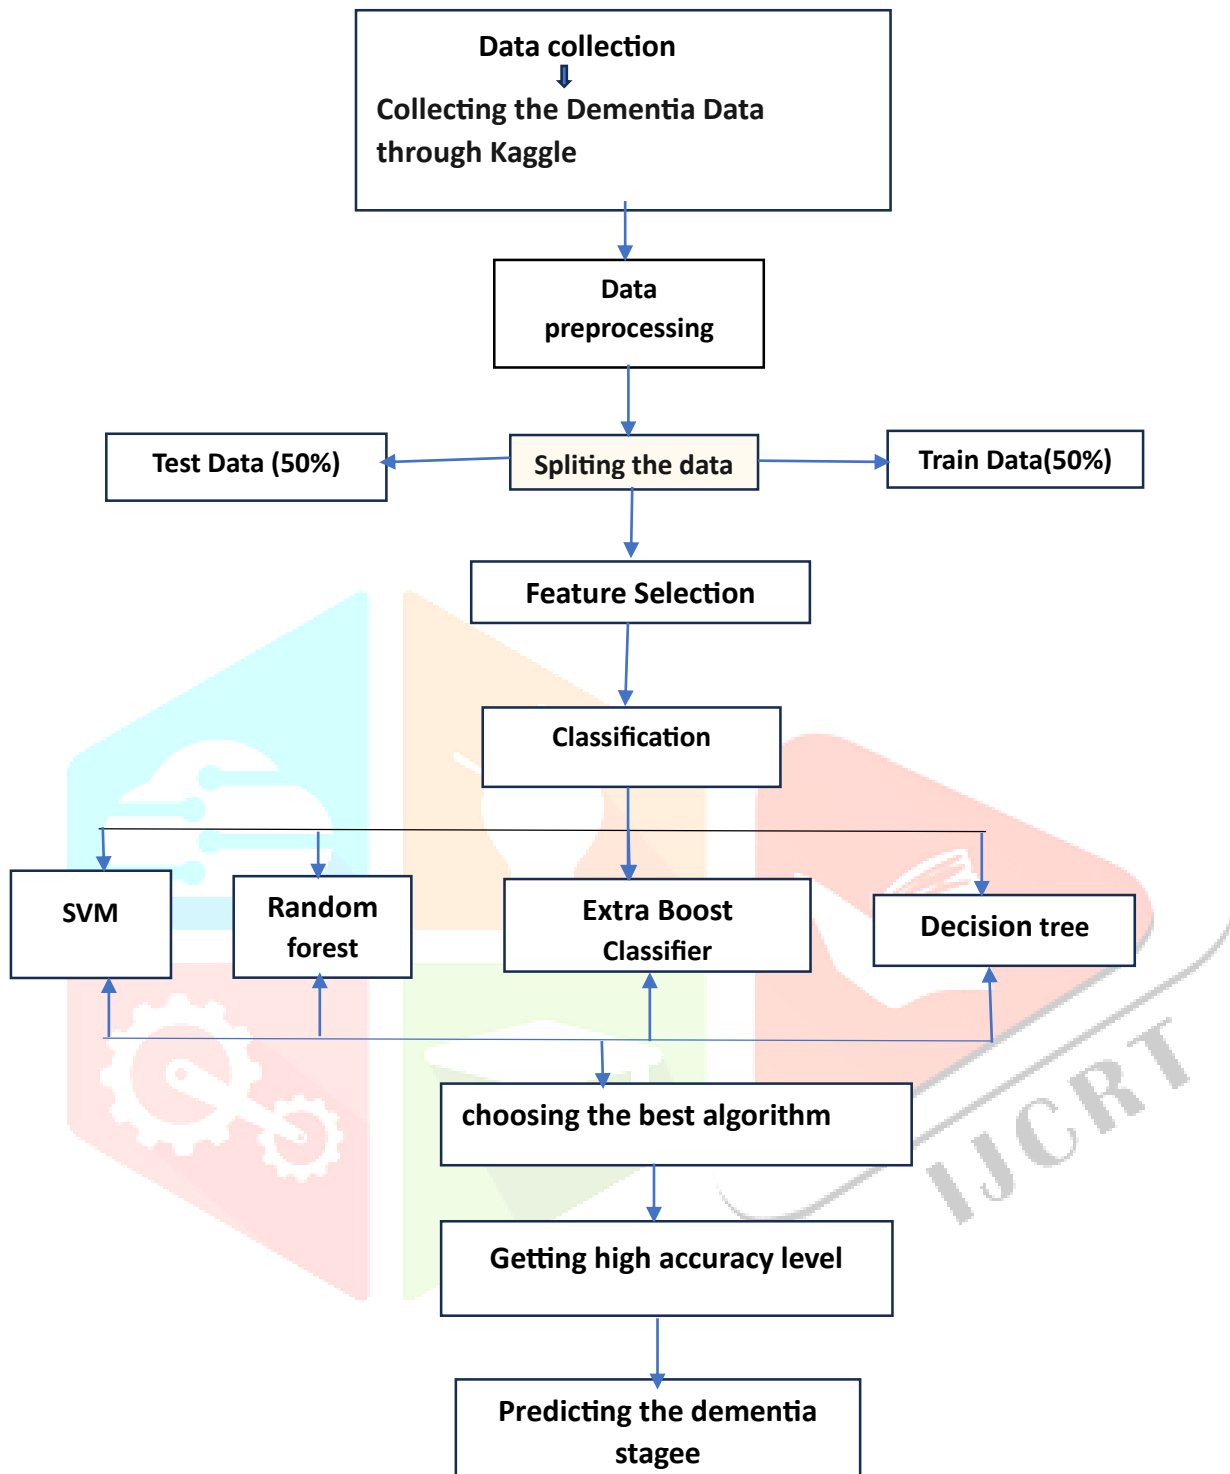 Data collection
Collecting the Dementia Data
through Kaggle
Data
preprocessing
Test Data (50%)
Spliting the data
Train Data(50%)
Feature Selection
Classification
SVM
Random
forest
Extra Boost
Classifier
Decision tree
choosing the best algorithm
IJCRT
Getting high accuracy level
Predicting the dementia
stagee